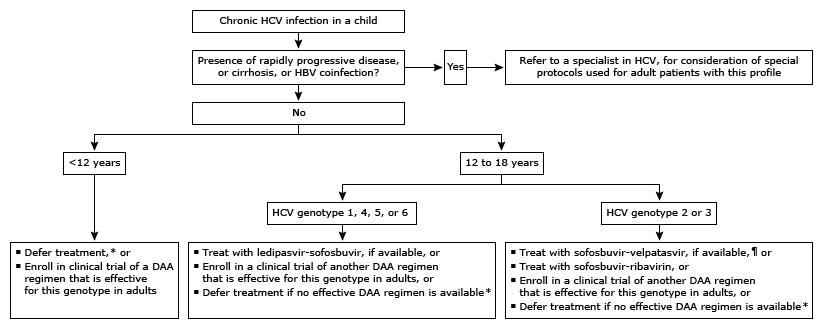 Chronic HCV infection in a child
Presence of rapidly progressive disease,
or cirrhosis, or HBV coinfection?
Yes
Refer to a specialist in HCV, for consideration of special
protocols used for adult patients with this profile
No
<12 years
12 to 18 years
HCV genotype 1, 4, 5, or 6
HCV genotype 2 or 3
▪ Defer treatment,* or
▪ Enroll in clinical trial of a DAA
regimen that is effective
for this genotype in adults
▪ Treat with ledipasvir-sofosbuvir, if available, or
▪ Enroll in a clinical trial of another DAA regimen
that is effective for this genotype in adults, or
▪ Defer treatment if no effective DAA regimen is available*
▪ Treat with sofosbuvir-velpatasvir, if available,¶ or
▪ Treat with sofosbuvir-ribavirin, or
▪ Enroll in a clinical trial of another DAA regimen
that is effective for this genotype in adults, or
▪ Defer treatment if no effective DAA regimen is available*